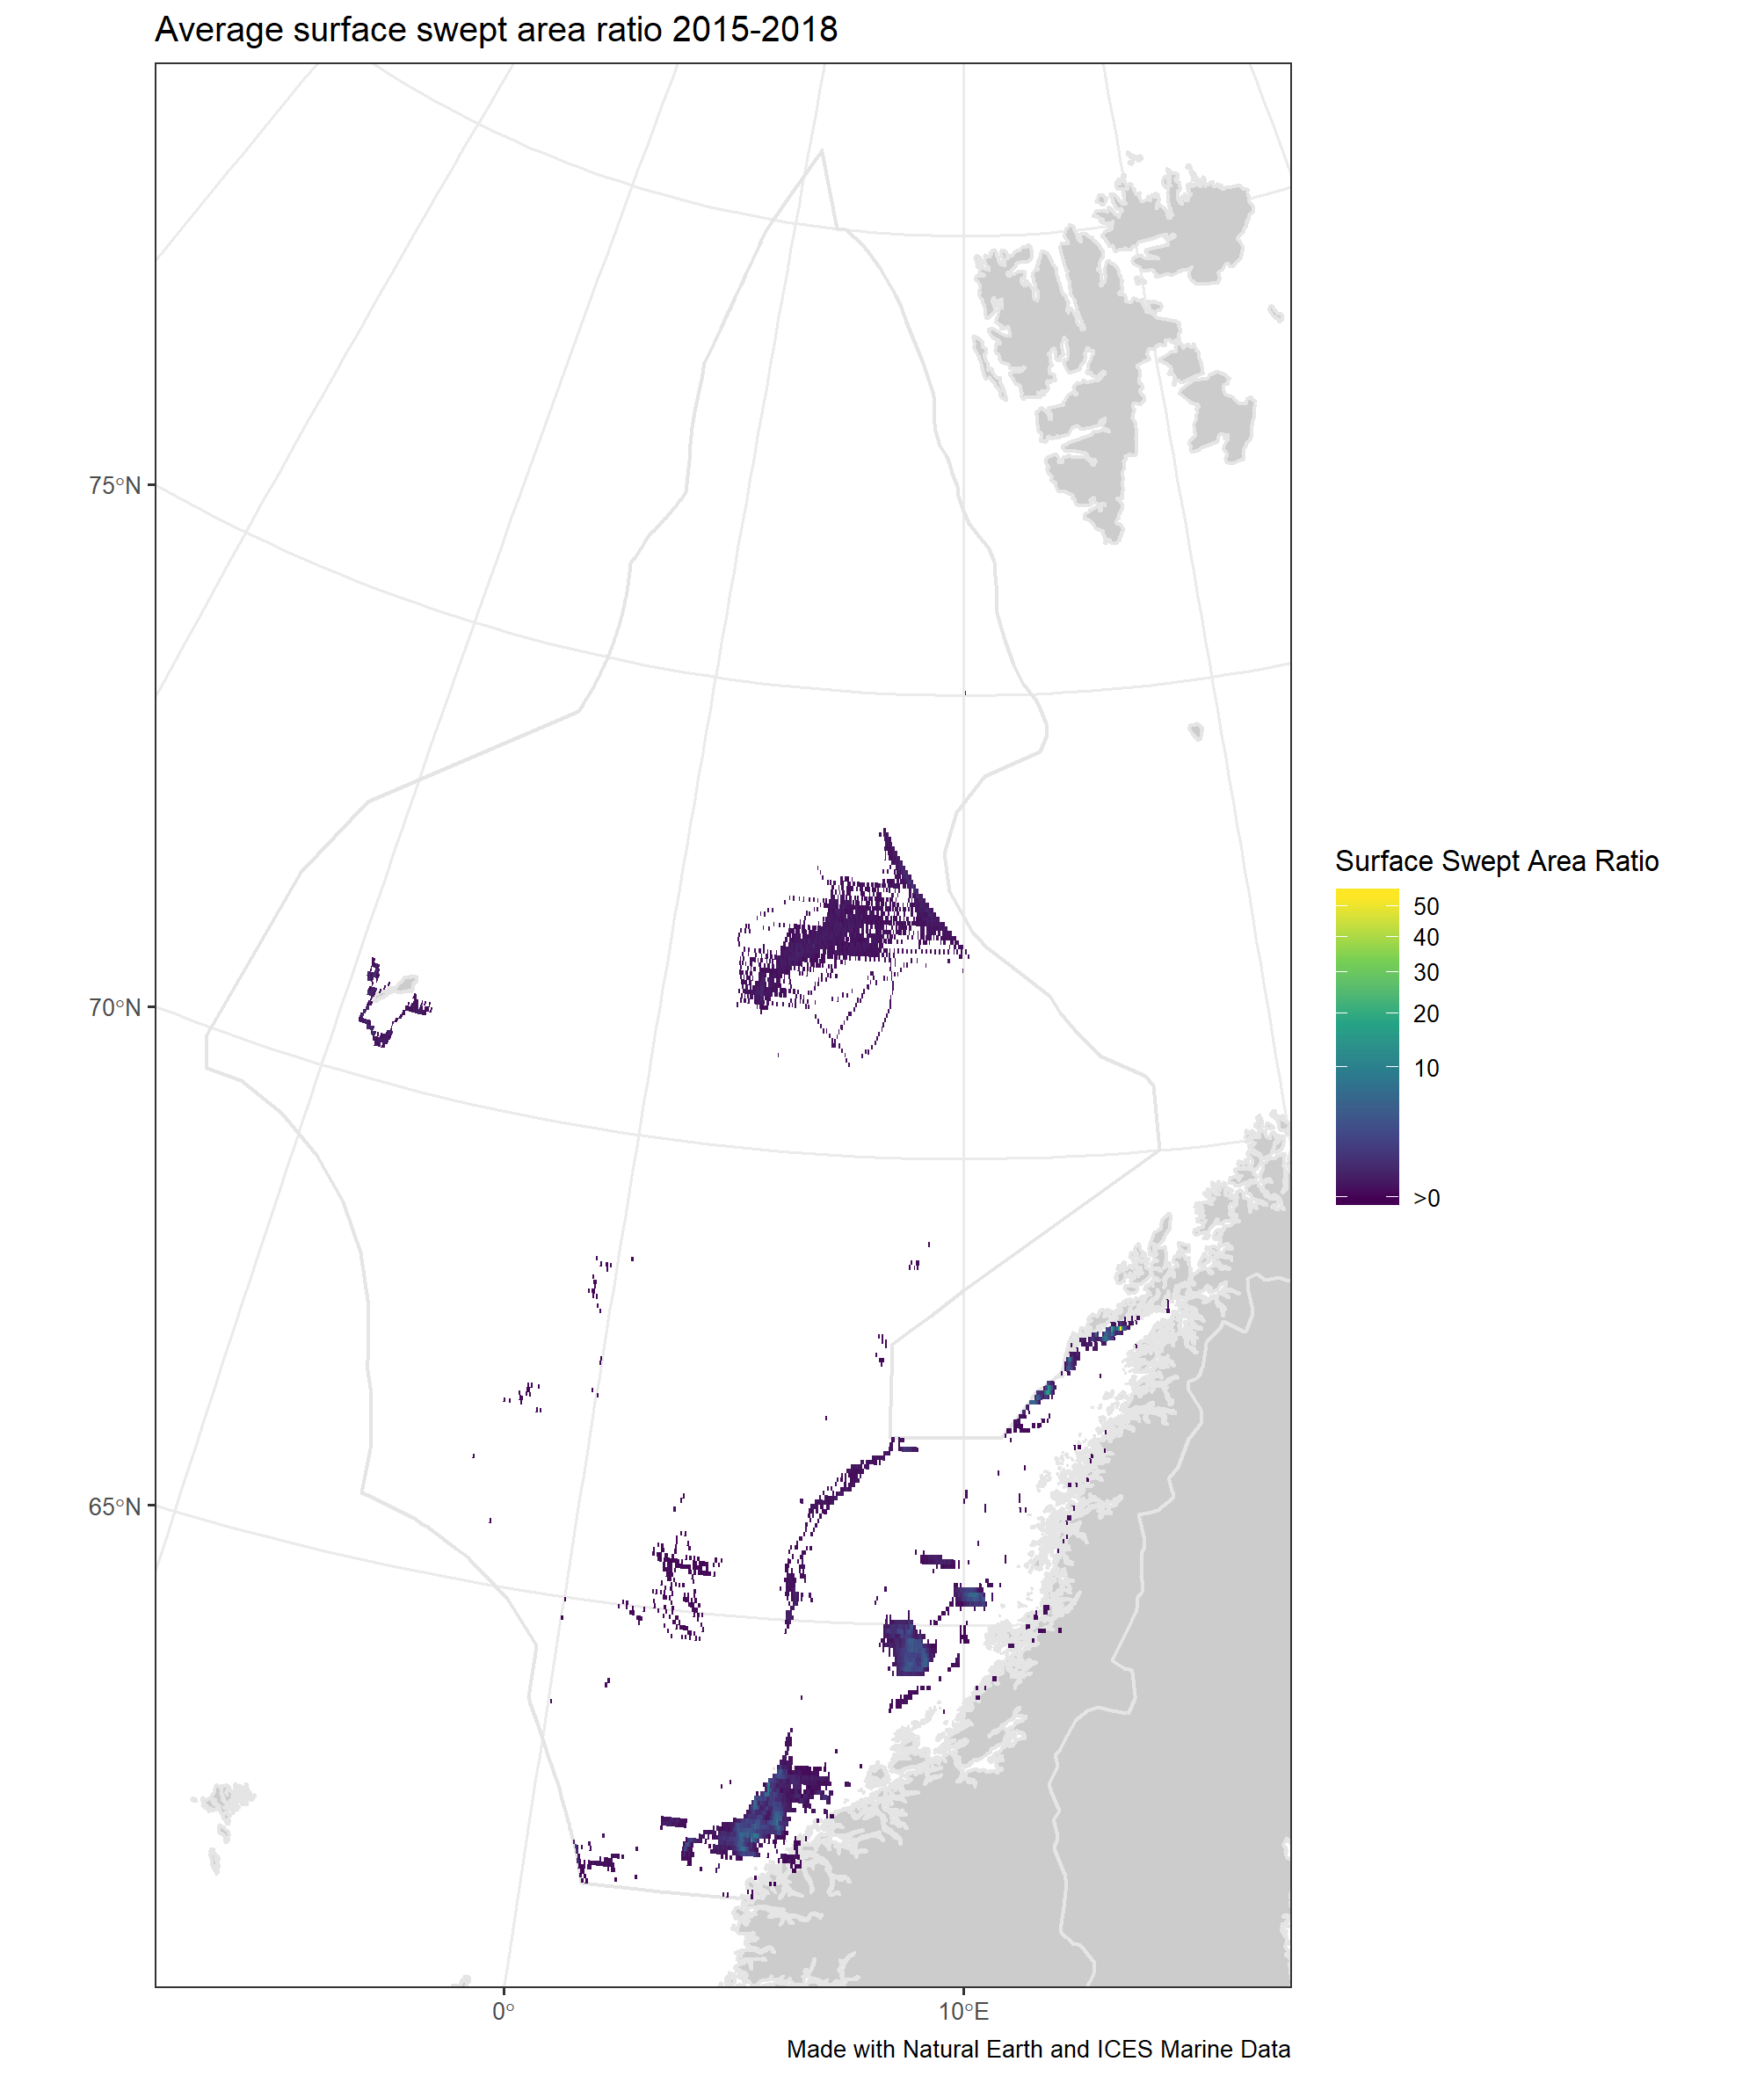 Average surface swept area ratio 2015-2018
75°N
70°N
65°N
0°
10°E
Surface Swept Area Ratio
50
40
30
20
10
>0
Made with Natural Earth and ICES Marine Data